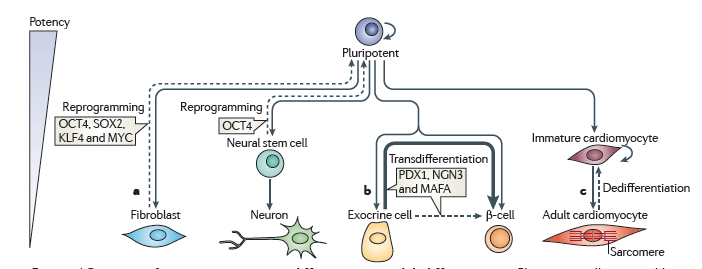 Potency
Pluripotent
Reprogramming
OCT4, SOX2,
KLF4 and MYC
Reprogramming
OCT4
Neural stem cell
Immature cardiomyocyte
Transdifferentiation
PDX1, NGN3
and MAFA
Dedifferentiation
a
b
c
Fibroblast
Neuron
Exocrine cell
β-cell
Adult cardiomyocyte
Sarcomere